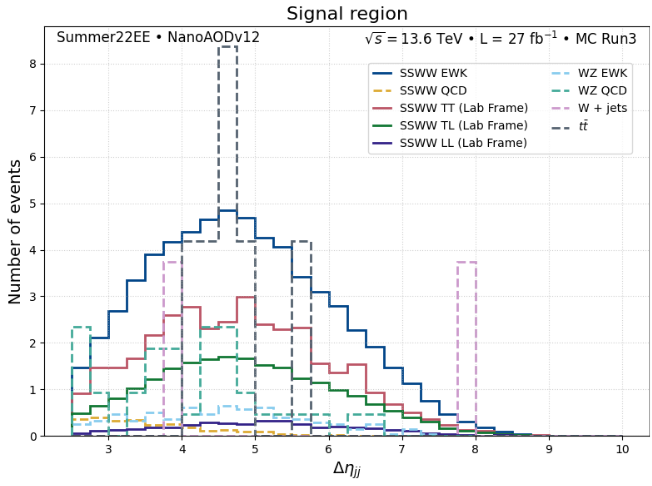 Signal region
Summer22EE • NanoAODv12
√s = 13.6 TeV • L = 27 fb⁻¹ • MC Run3
SSWW EWK
SSWW QCD
SSWW TT (Lab Frame)
SSWW TL (Lab Frame)
SSWW LL (Lab Frame)
WZ EWK
WZ QCD
W + jets
tt̄
Number of events
8
7
6
5
4
3
2
1
0
3 4 5 6 7 8 9 10
Δηjj